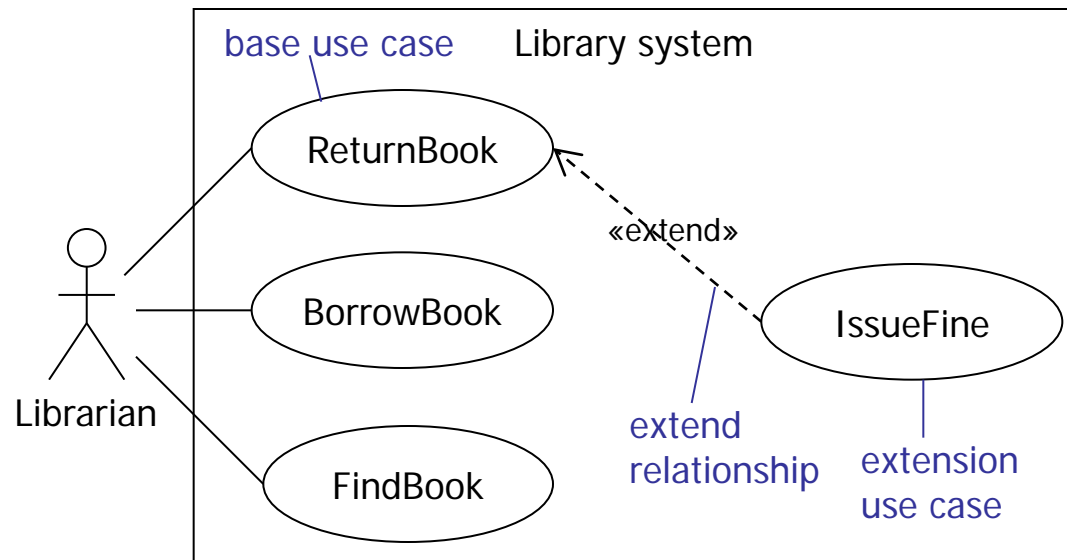 base use case
Library system
ReturnBook
«extend»
BorrowBook
IssueFine
Librarian
extend
relationship
extension
use case
FindBook